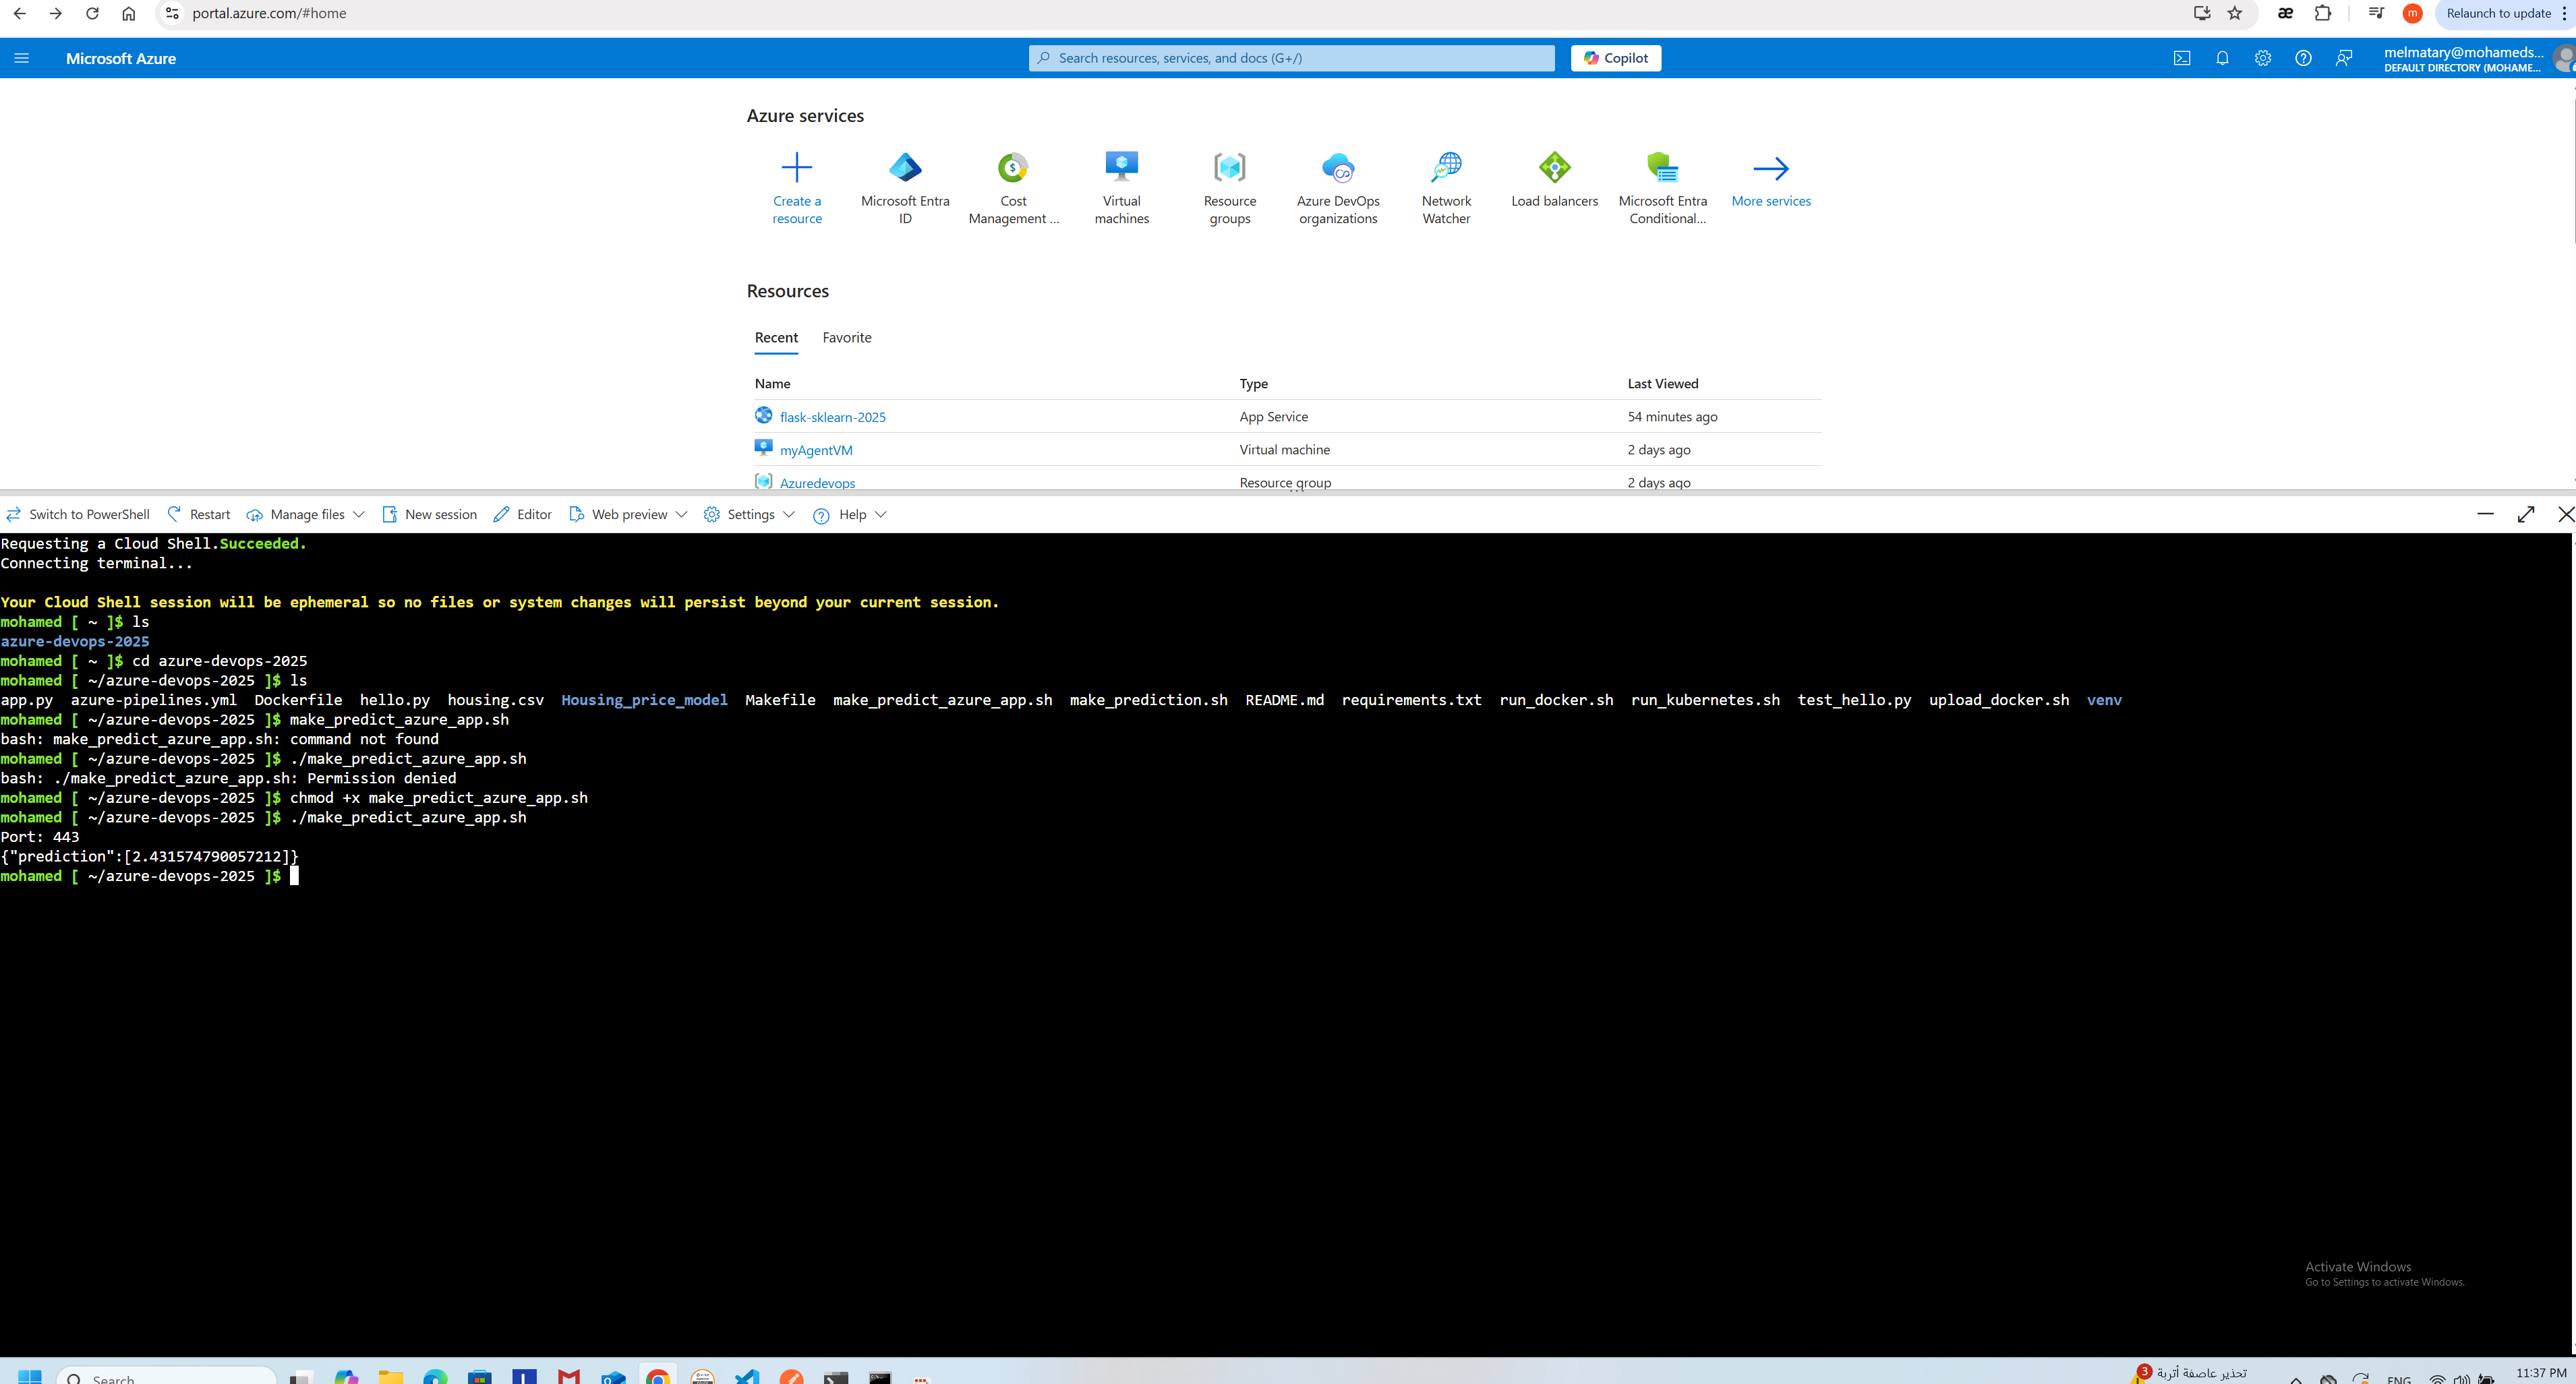 portal.azure.com/#home
æ
m
Relaunch to update
Microsoft Azure
Search resources, services, and docs (G+/)
Copilot
melmatary@mohameds...
DEFAULT DIRECTORY (MOHAME...
Azure services
Create a resource
Microsoft Entra ID
Cost Management ...
Virtual machines
Resource groups
Azure DevOps organizations
Network Watcher
Load balancers
Microsoft Entra Conditional...
More services
Resources
Recent Favorite
Name Type Last Viewed
flask-sklearn-2025 App Service 54 minutes ago
myAgentVM Virtual machine 2 days ago
Azuredevops Resource group 2 days ago
Switch to PowerShell Restart Manage files New session Editor Web preview Settings Help
Requesting a Cloud Shell.Succeeded.
Connecting terminal...
Your Cloud Shell session will be ephemeral so no files or system changes will persist beyond your current session.
mohamed [ ~ ]$ ls
azure-devops-2025
mohamed [ ~ ]$ cd azure-devops-2025
mohamed [ ~/azure-devops-2025 ]$ ls
app.py azure-pipelines.yml Dockerfile hello.py housing.csv Housing_price_model Makefile make_predict_azure_app.sh make_prediction.sh README.md requirements.txt run_docker.sh run_kubernetes.sh test_hello.py upload_docker.sh venv
mohamed [ ~/azure-devops-2025 ]$ make_predict_azure_app.sh
bash: make_predict_azure_app.sh: command not found
mohamed [ ~/azure-devops-2025 ]$ ./make_predict_azure_app.sh
bash: ./make_predict_azure_app.sh: Permission denied
mohamed [ ~/azure-devops-2025 ]$ chmod +x make_predict_azure_app.sh
mohamed [ ~/azure-devops-2025 ]$ ./make_predict_azure_app.sh
Port: 443
{"prediction":[2.431574790057212]}
mohamed [ ~/azure-devops-2025 ]$
Activate Windows
Go to Settings to activate Windows.
Search
3
تحذير عاصفة أتربة
ENG
11:37 PM